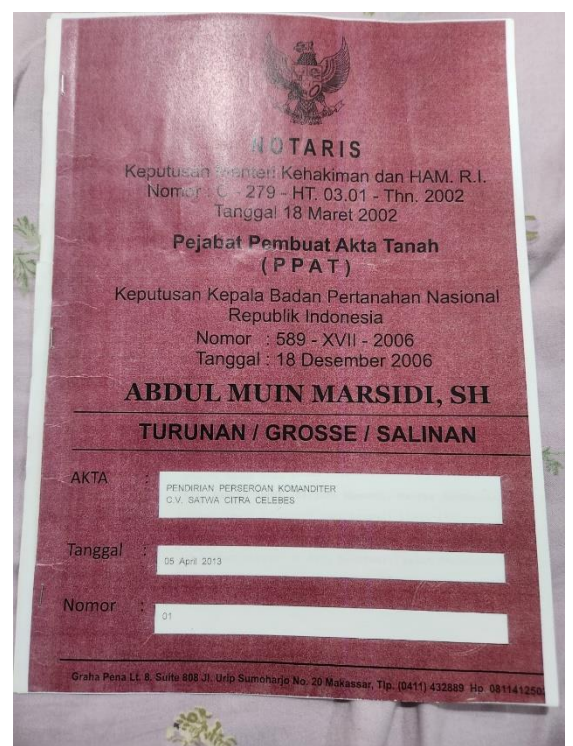 NOTARIS
Keputusan Menteri Kehakiman dan HAM. R.I.
Nomor : C - 279 - HT. 03.01 - Thn. 2002
Tanggal 18 Maret 2002
Pejabat Pembuat Akta Tanah
( P P A T )
Keputusan Kepala Badan Pertanahan Nasional
Republik Indonesia
Nomor : 589 - XVII - 2006
Tanggal : 18 Desember 2006
ABDUL MUIN MARSIDI, SH
TURUNAN / GROSSE / SALINAN
AKTA :
PENDIRIAN PERSEROAN KOMANDITER
C.V. SATWA CITRA CELEBES
Tanggal : 05 April 2013
Nomor : 01
Graha Pena Lt. 8. Suite 808 Jl. Urip Sumoharjo No. 20 Makassar, Tlp. (0411) 432889 Hp.